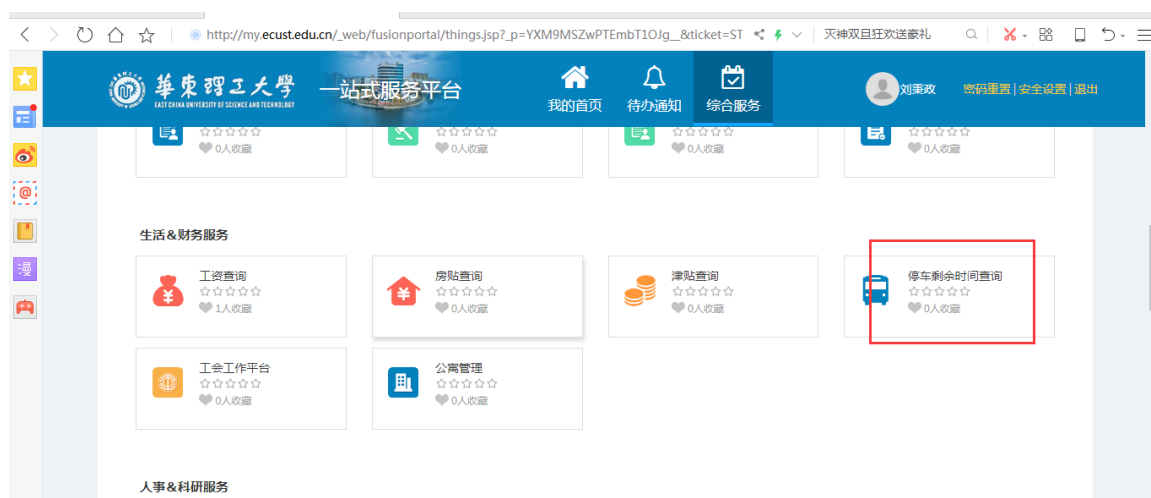 http://my.ecust.edu.cn/_web/fusionportal/things.jsp?_p=YXM9MSZwPTEmbT1OJg__&ticket=ST
灭神双旦狂欢送豪礼
華東理工大學
EAST CHINA UNIVERSITY OF SCIENCE AND TECHNOLOGY
一站式服务平台
我的首页
待办通知
综合服务
刘秉政
密码重置|安全设置|退出
0人收藏
0人收藏
0人收藏
0人收藏
生活&财务服务
工资查询
1人收藏
房贴查询
0人收藏
津贴查询
0人收藏
停车剩余时间查询
0人收藏
工会工作平台
0人收藏
公寓管理
0人收藏
人事&科研服务
漫